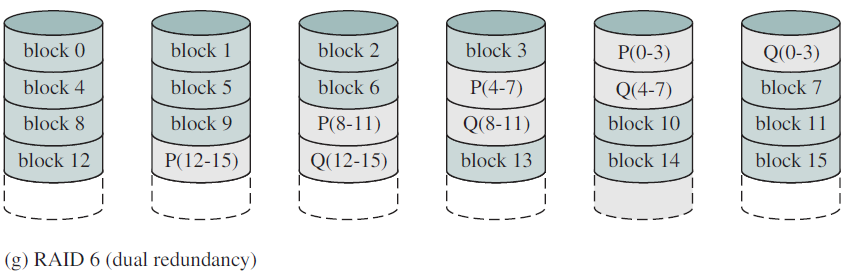 block 0 block 1 block 2 block 3 P(0-3) Q(0-3)
block 4 block 5 block 6 P(4-7) Q(4-7) block 7
block 8 block 9 P(8-11) Q(8-11) block 10 block 11
block 12 P(12-15) Q(12-15) block 13 block 14 block 15
(g) RAID 6 (dual redundancy)